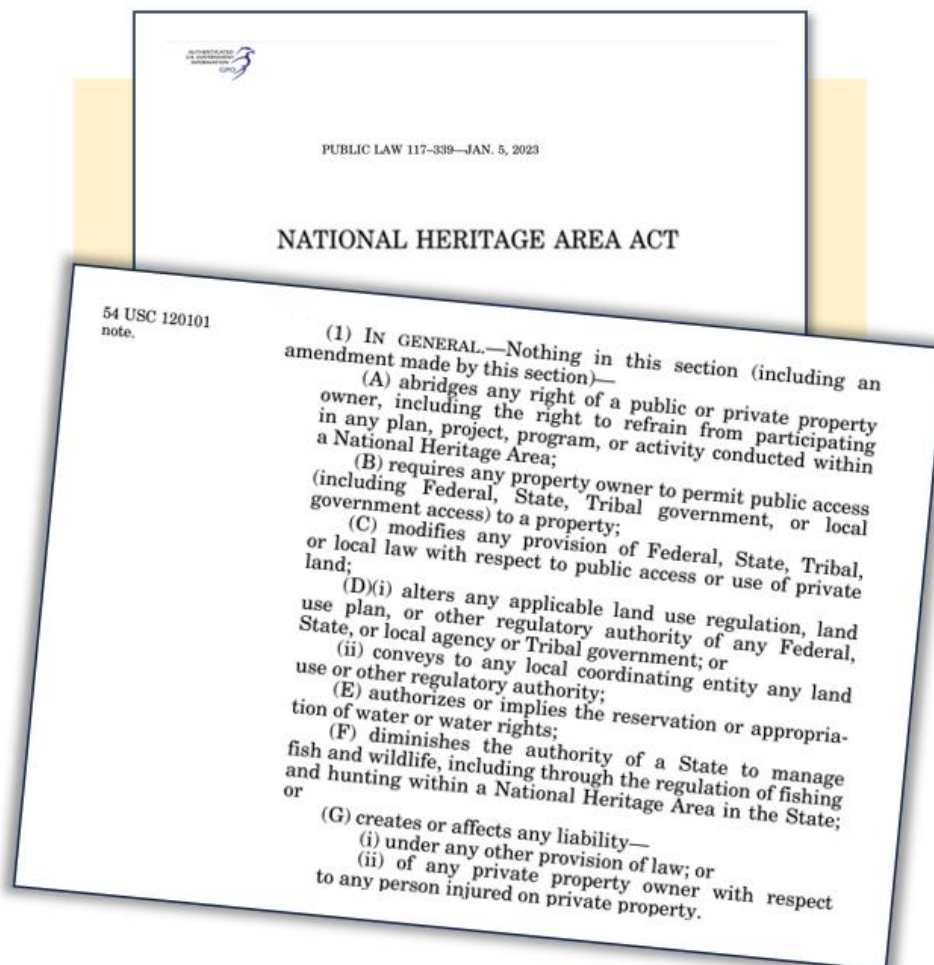 AUTHENTICATED
U.S. GOVERNMENT
INFORMATION
GPO
PUBLIC LAW 117–339—JAN. 5, 2023
NATIONAL HERITAGE AREA ACT
54 USC 120101
note.
(1) IN GENERAL.—Nothing in this section (including an
amendment made by this section)—
(A) abridges any right of a public or private property
owner, including the right to refrain from participating
in any plan, project, program, or activity conducted within
a National Heritage Area;
(B) requires any property owner to permit public access
(including Federal, State, Tribal government, or local
government access) to a property;
(C) modifies any provision of Federal, State, Tribal,
or local law with respect to public access or use of private
land;
(D)(i) alters any applicable land use regulation, land
use plan, or other regulatory authority of any Federal,
State, or local agency or Tribal government; or
(ii) conveys to any local coordinating entity any land
use or other regulatory authority;
(E) authorizes or implies the reservation or appropria-
tion of water or water rights;
(F) diminishes the authority of a State to manage
fish and wildlife, including through the regulation of fishing
and hunting within a National Heritage Area in the State;
or
(G) creates or affects any liability—
(i) under any other provision of law; or
(ii) of any private property owner with respect
to any person injured on private property.